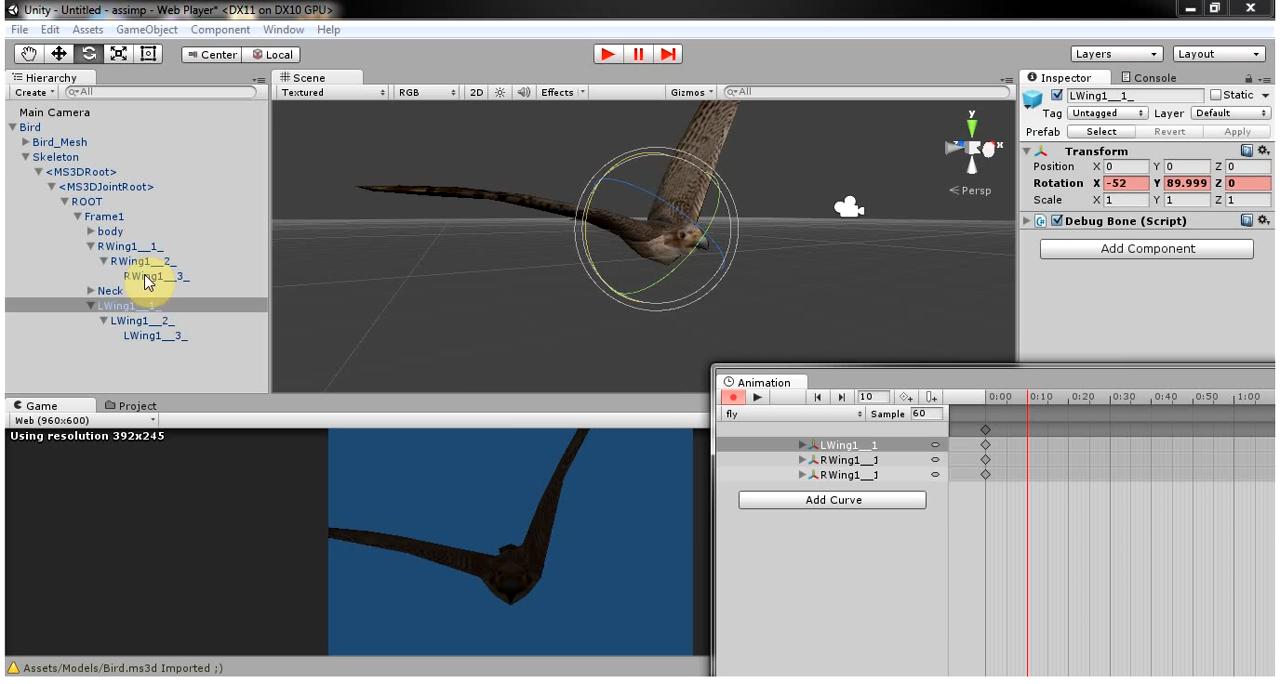 Unity - Untitled - assimp - Web Player* <DX11 on DX10 GPU>
File Edit Assets GameObject Component Window Help
Center Local
Layers Layout
Hierarchy
Create All
Main Camera
Bird
Bird_Mesh
Skeleton
<MS3DRoot>
<MS3DJointRoot>
ROOT
Frame1
body
RWing1__1_
RWing1__2_
RWing1__3_
Neck
LWing1__1_
LWing1__2_
LWing1__3_
Scene
Textured RGB 2D Effects Gizmos All
y
x
z
Persp
Inspector Console
LWing1__1_ Static
Tag Untagged Layer Default
Prefab Select Revert Apply
Transform
Position X 0 Y 0 Z 0
Rotation X -52 Y 89.999 Z 0
Scale X 1 Y 1 Z 1
Debug Bone (Script)
Add Component
Game Project
Web (960x600)
Using resolution 392x245
Animation
10 0:00 0:10 0:20 0:30 0:40 0:50 1:00
fly Sample 60
LWing1__1
RWing1__1
RWing1__1
Add Curve
Assets/Models/Bird.ms3d Imported ;)